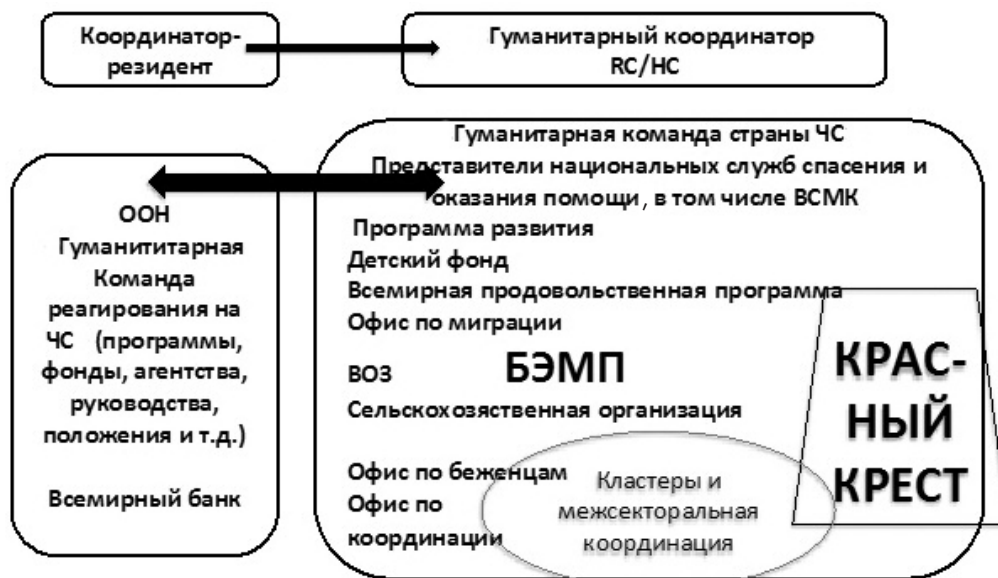 Координатор-
резидент
Гуманитарный координатор
RC/HC
ООН
Гуманититарная
Команда
реагирования на
ЧС (программы,
фонды, агентства,
руководства,
положения и т.д.)
Всемирный банк
Гуманитарная команда страны ЧС
Представители национальных служб спасения и
оказания помощи, в том числе ВСМК
Программа развития
Детский фонд
Всемирная продовольственная программа
Офис по миграции
ВОЗ
БЭМП
Сельскохозяственная организация
Офис по беженцам
Офис по
координации
Кластеры и
межсекторальная
координация
КРАС-
НЫЙ
КРЕСТ